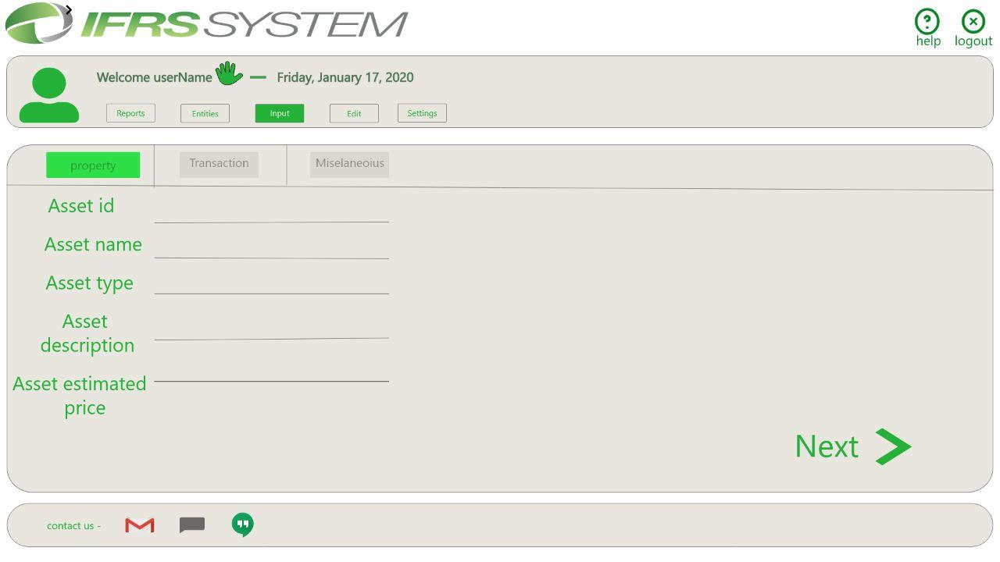 IFRS SYSTEM
help
logout
Welcome userName — Friday, January 17, 2020
Reports
Entities
Input
Edit
Settings
property
Transaction
Miselaneoius
Asset id
Asset name
Asset type
Asset
description
Asset estimated
price
Next
contact us -